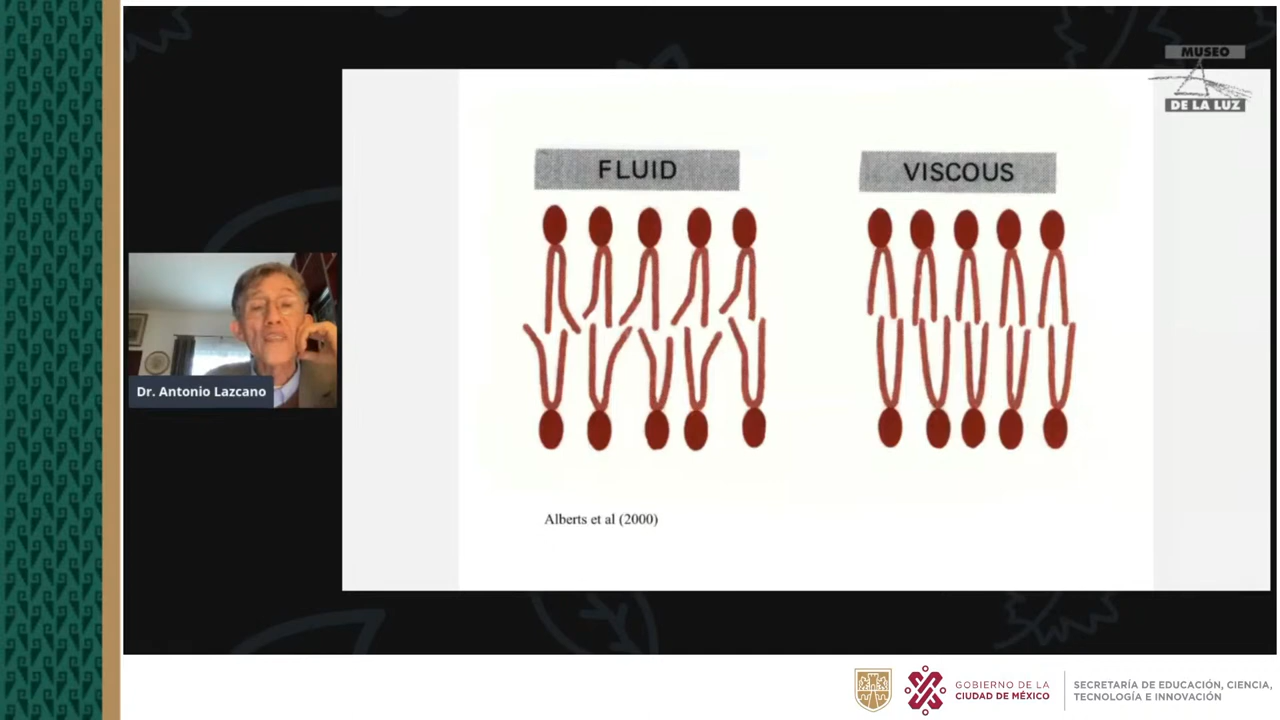 MUSEO
DE LA LUZ
FLUID
VISCOUS
Dr. Antonio Lazcano
Alberts et al (2000)
GOBIERNO DE LA
CIUDAD DE MÉXICO
SECRETARÍA DE EDUCACIÓN, CIENCIA,
TECNOLOGÍA E INNOVACIÓN